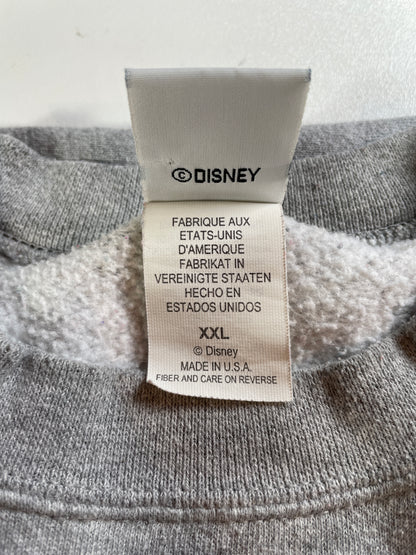 ©DISNEY
FABRIQUE AUX
ETATS-UNIS
D'AMERIQUE
FABRIKAT IN
VEREINIGTE STAATEN
HECHO EN
ESTADOS UNIDOS
XXL
© Disney
MADE IN U.S.A.
FIBER AND CARE ON REVERSE